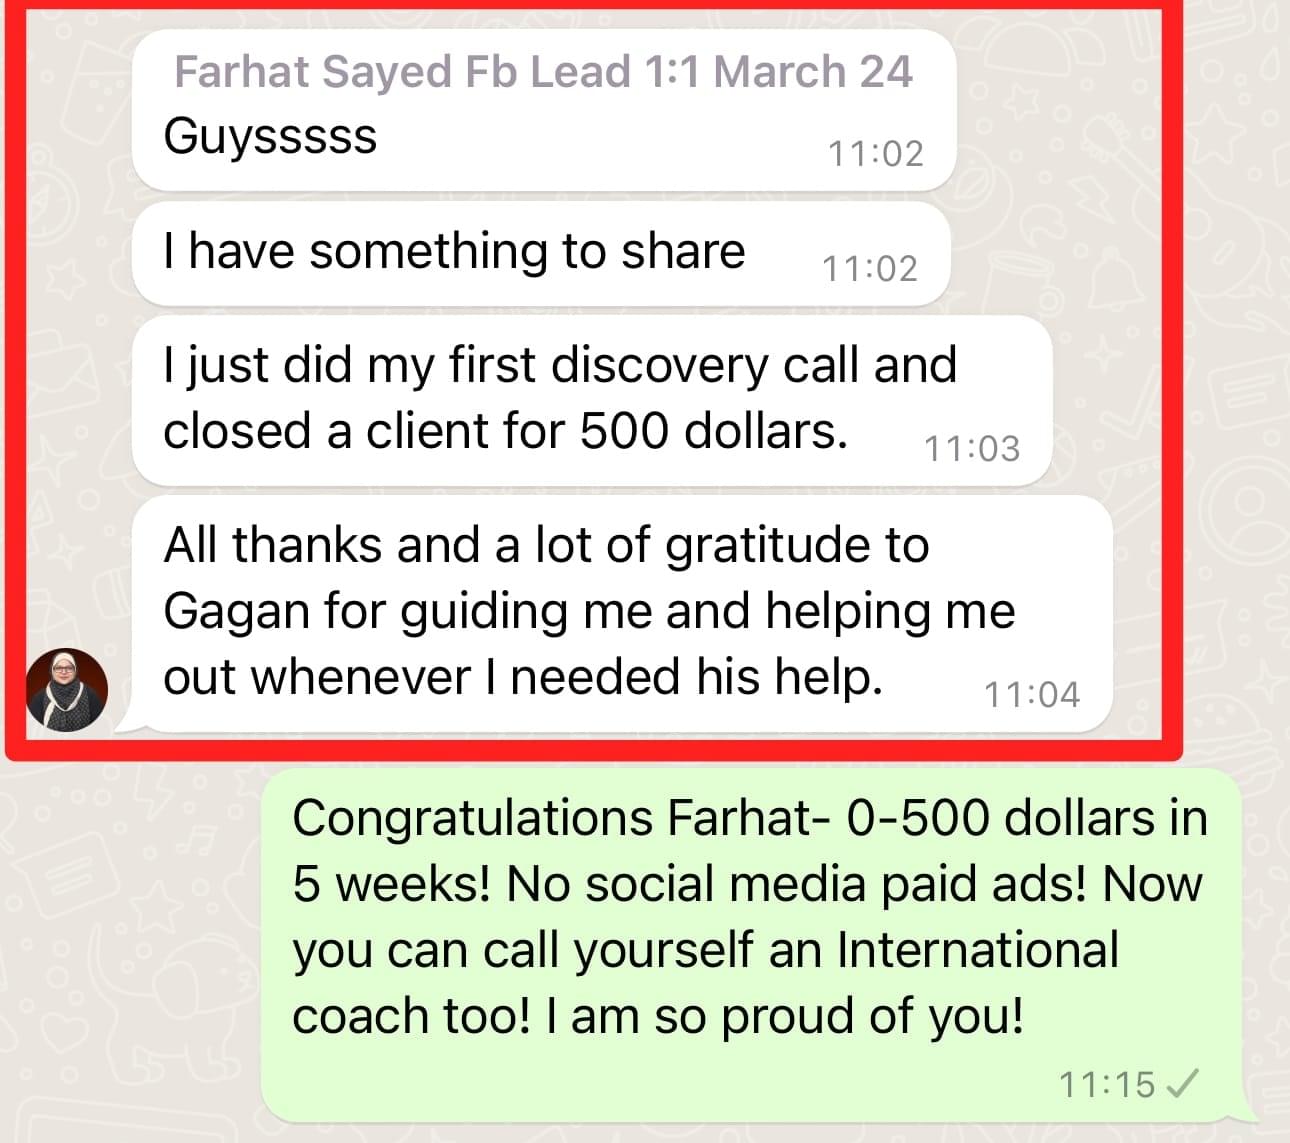 Farhat Sayed Fb Lead 1:1 March 24
Guysssss
11:02
I have something to share
11:02
I just did my first discovery call and
closed a client for 500 dollars.
11:03
All thanks and a lot of gratitude to
Gagan for guiding me and helping me
out whenever I needed his help.
11:04
Congratulations Farhat- 0-500 dollars in
5 weeks! No social media paid ads! Now
you can call yourself an International
coach too! I am so proud of you!
11:15